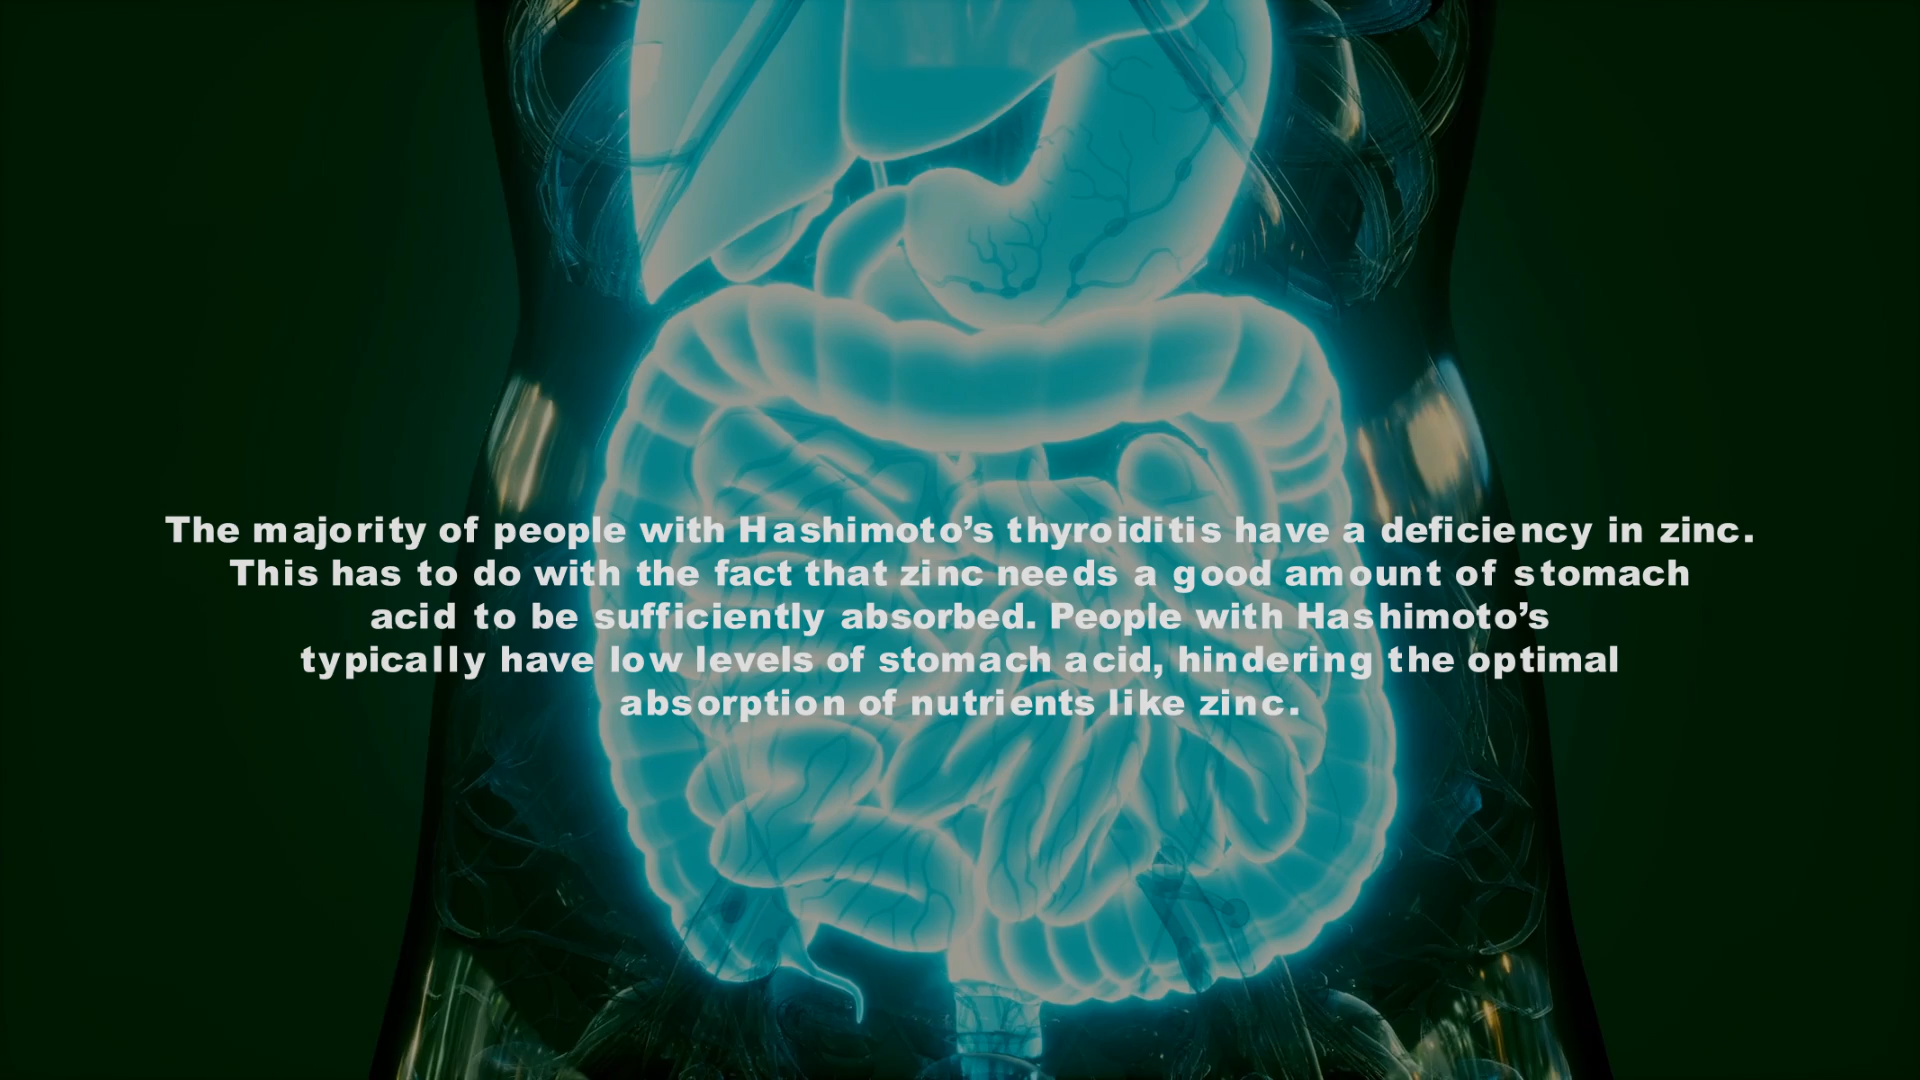 The majority of people with Hashimoto’s thyroiditis have a deficiency in zinc.
This has to do with the fact that zinc needs a good amount of stomach
acid to be sufficiently absorbed. People with Hashimoto’s
typically have low levels of stomach acid, hindering the optimal
absorption of nutrients like zinc.